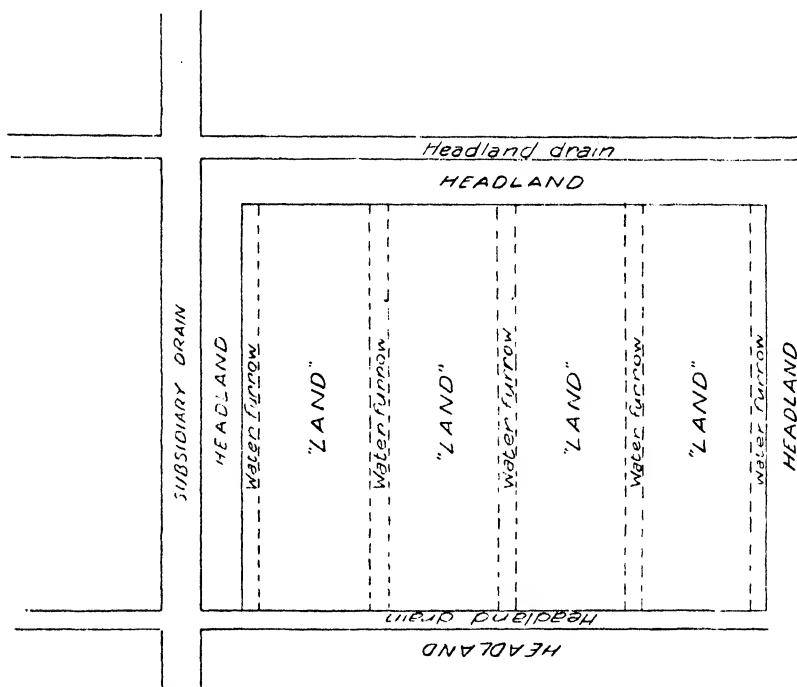 Headland drain
HEADLAND
SUBSIDIARY DRAIN
HEADLAND
Water furrow
"LAND"
Water furrow
"LAND"
Water furrow
"LAND"
Water furrow
"LAND"
Water furrow
HEADLAND
Headland drain
HEADLAND